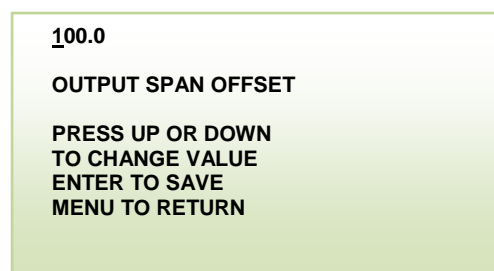 100.0
OUTPUT SPAN OFFSET
PRESS UP OR DOWN
TO CHANGE VALUE
ENTER TO SAVE
MENU TO RETURN